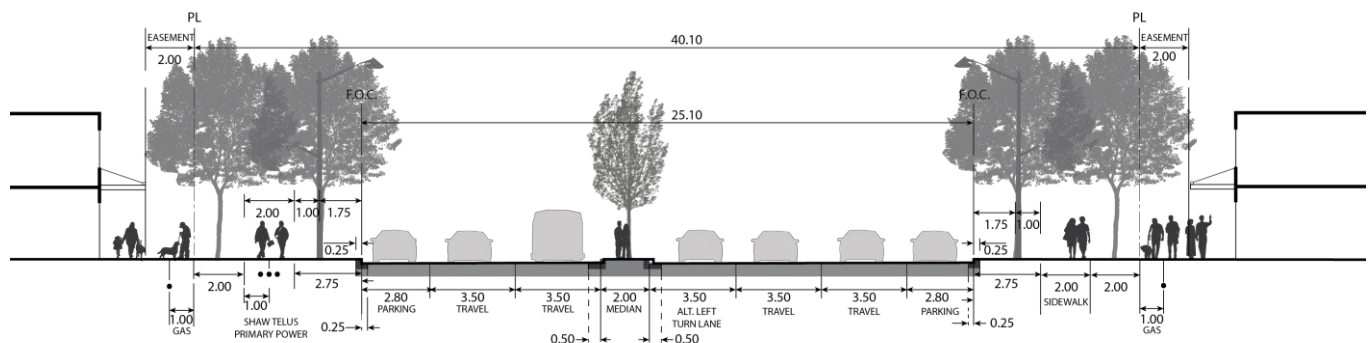 PL
PL
EASEMENT
EASEMENT
2.00
40.10
2.00
F.O.C.
F.O.C.
25.10
2.00
1.00
1.75
1.75
1.00
0.25
0.25
2.00
2.75
2.75
2.00
2.00
1.00
SIDEWALK
1.00
2.80
3.50
3.50
2.00
3.50
3.50
3.50
2.80
PARKING
TRAVEL
TRAVEL
MEDIAN
ALT. LEFT
TURN LANE
TRAVEL
TRAVEL
PARKING
1.00
GAS
SHAW TELUS
PRIMARY POWER
0.25
0.25
GAS
0.50
0.50